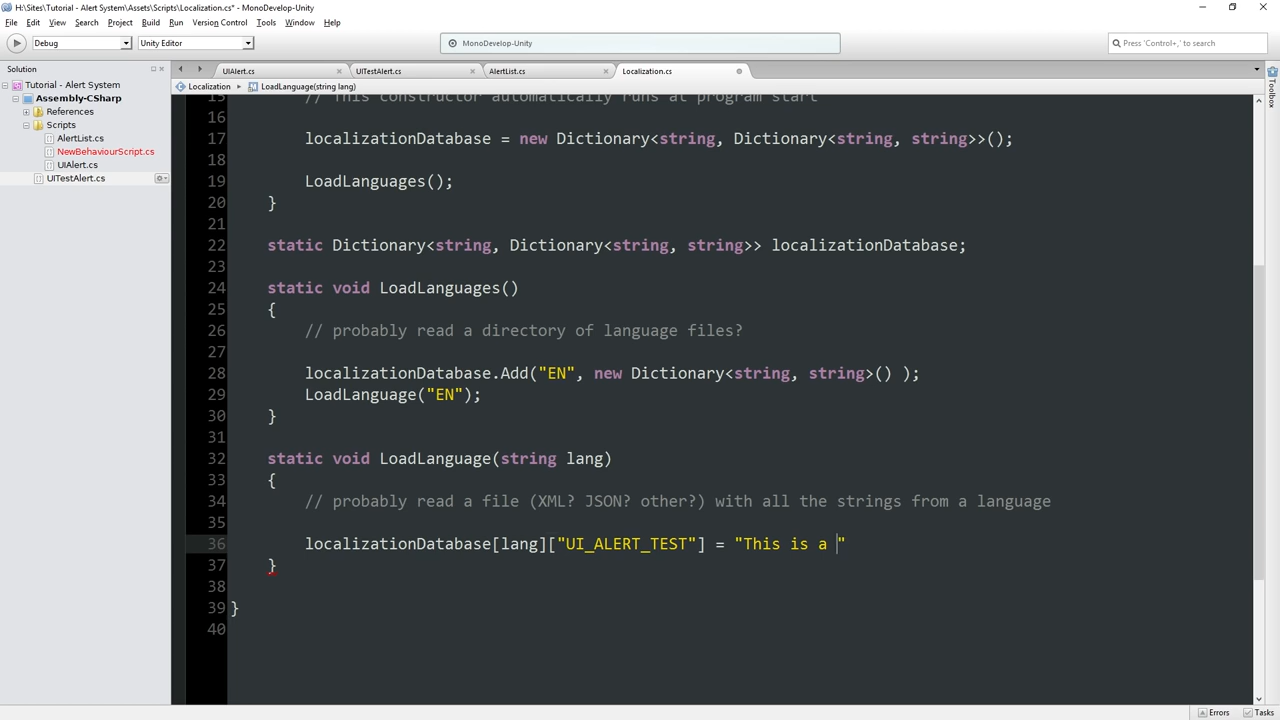 H:\Sites\Tutorial - Alert System\Assets\Scripts\Localization.cs* - MonoDevelop-Unity
File Edit View Search Project Build Run Version Control Tools Window Help
Debug Unity Editor MonoDevelop-Unity Press 'Control+,' to search
Solution UIAlert.cs UITestAlert.cs AlertList.cs Localization.cs
Toolbox
Tutorial - Alert System
Assembly-CSharp
References
Scripts
AlertList.cs
NewBehaviourScript.cs
UIAlert.cs
UITestAlert.cs
Localization LoadLanguage(string lang)
15 // This constructor automatically runs at program start
16
17 localizationDatabase = new Dictionary<string, Dictionary<string, string>>();
18
19 LoadLanguages();
20 }
21
22 static Dictionary<string, Dictionary<string, string>> localizationDatabase;
23
24 static void LoadLanguages()
25 {
26 // probably read a directory of language files?
27
28 localizationDatabase.Add("EN", new Dictionary<string, string>() );
29 LoadLanguage("EN");
30 }
31
32 static void LoadLanguage(string lang)
33 {
34 // probably read a file (XML? JSON? other?) with all the strings from a language
35
36 localizationDatabase[lang]["UI_ALERT_TEST"] = "This is a "
37 }
38
39 }
40
Errors Tasks